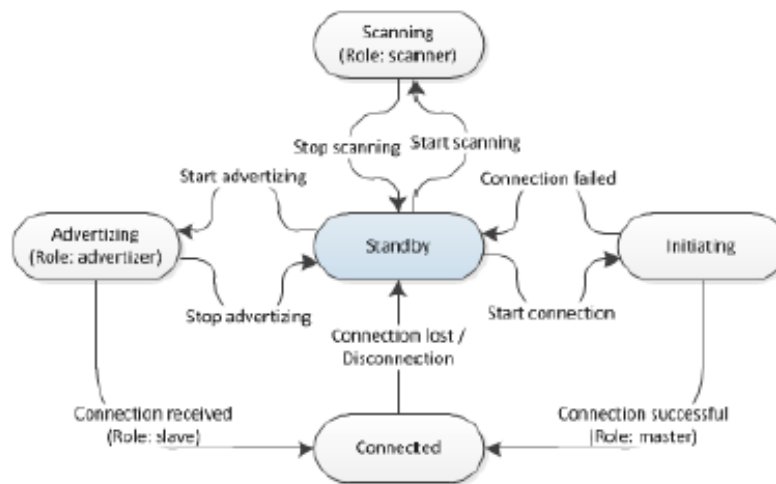 Scanning
(Role: scanner)
Stop scanning
Start scanning
Start advertizing
Connection failed
Advertizing
(Role: advertizer)
Standby
Initiating
Stop advertizing
Start connection
Connection lost /
Disconnection
Connection received
(Role: slave)
Connection successful
(Role: master)
Connected